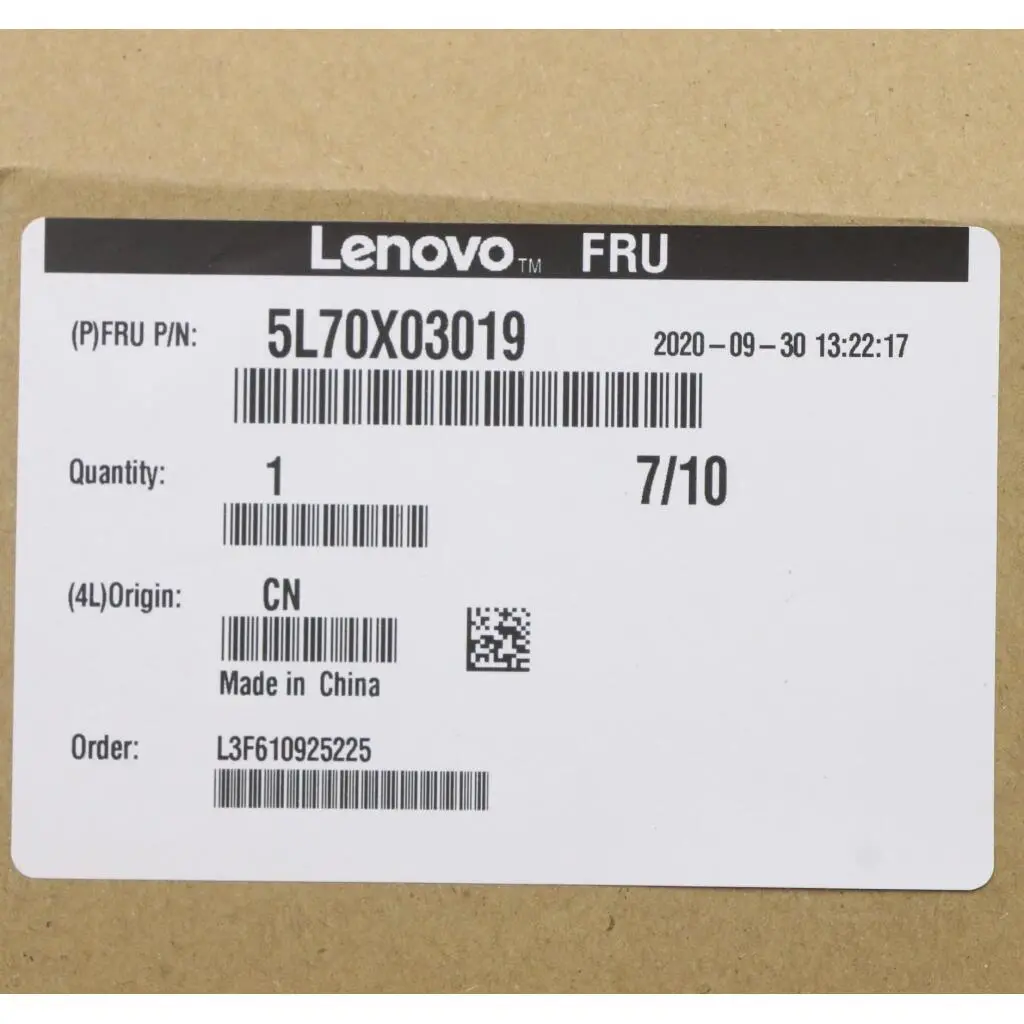 Lenovo™ FRU
(P)FRU P/N: 5L70X03019 2020-09-30 13:22:17
Quantity: 1 7/10
(4L)Origin: CN
Made in China
Order: L3F610925225